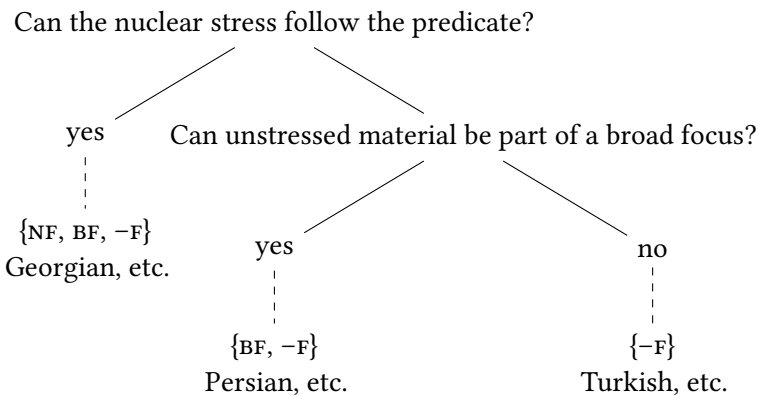 Can the nuclear stress follow the predicate?
yes
Can unstressed material be part of a broad focus?
{NF, BF, −F}
Georgian, etc.
yes
no
{BF, −F}
{−F}
Persian, etc.
Turkish, etc.